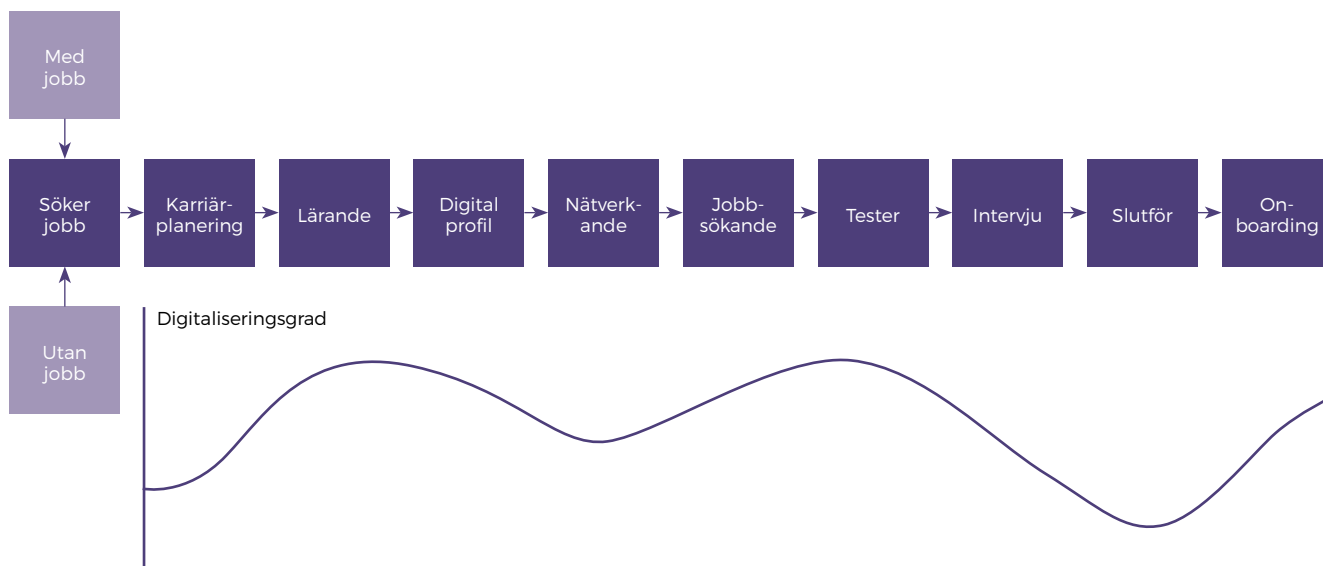 Med
jobb
Söker
jobb
Karriär-
planering
Lärande
Digital
profil
Nätverk-
ande
Jobb-
sökande
Tester
Intervju
Slutför
On-
boarding
Utan
jobb
Digitaliseringsgrad